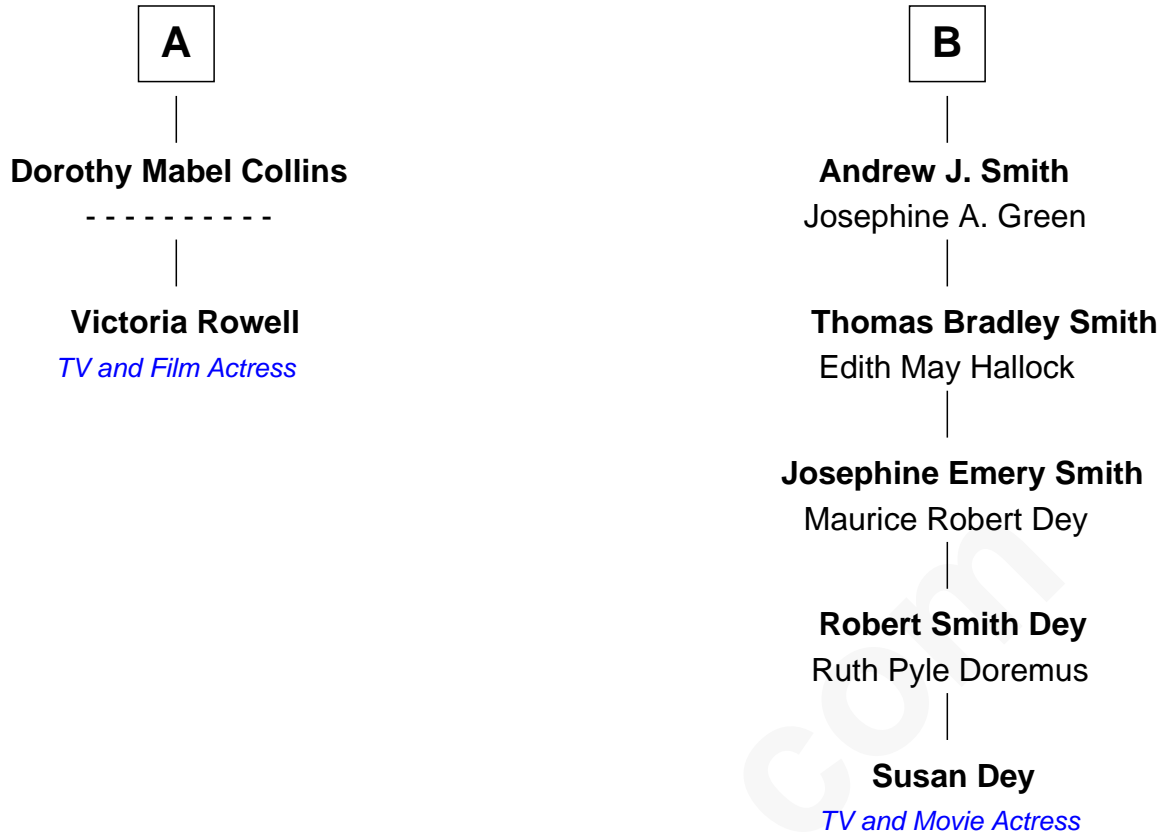 A
Dorothy Mabel Collins
- - - - - - - - - -
Victoria Rowell
TV and Film Actress
B
Andrew J. Smith
Josephine A. Green
Thomas Bradley Smith
Edith May Hallock
Josephine Emery Smith
Maurice Robert Dey
Robert Smith Dey
Ruth Pyle Doremus
Susan Dey
TV and Movie Actress
com